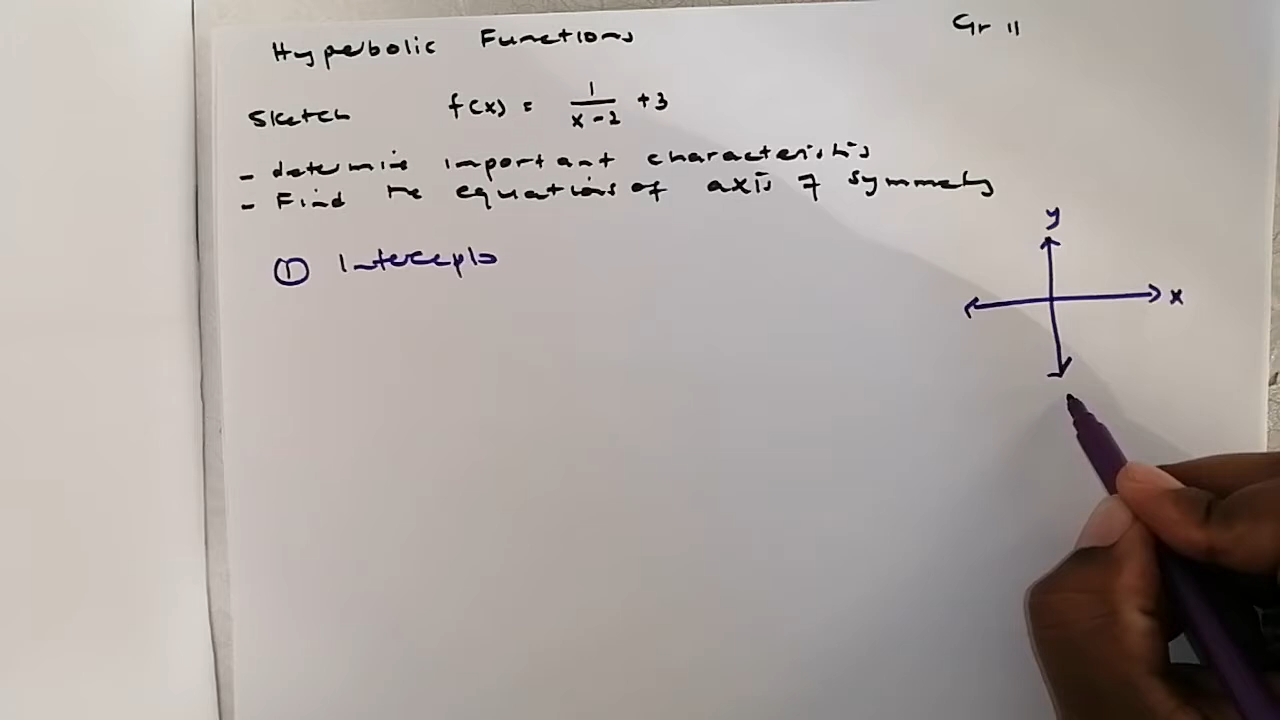 Hyperbolic Functions
Gr 11
Sketch f(x) = 1/(x-2) +3
- determine important characteristics
- Find the equations of axis of symmetry
① Intercepts
y
x